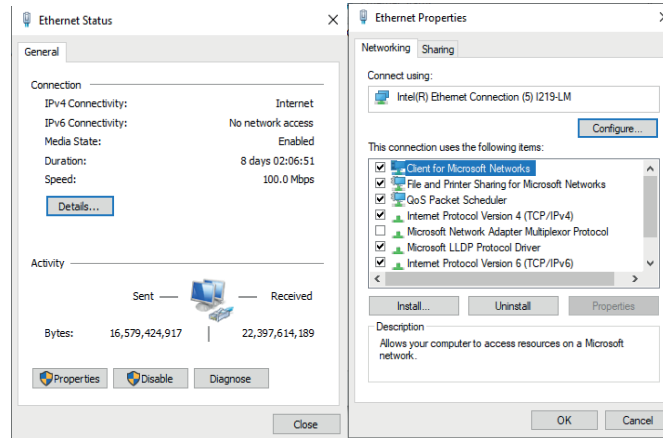 Ethernet Status
General
Connection
IPv4 Connectivity: Internet
IPv6 Connectivity: No network access
Media State: Enabled
Duration: 8 days 02:06:51
Speed: 100.0 Mbps
Details...
Activity
Sent — Received
Bytes: 16,579,424,917 | 22,397,614,189
Properties Disable Diagnose
Close
Ethernet Properties
Networking Sharing
Connect using:
Intel(R) Ethernet Connection (5) I219-LM
Configure...
This connection uses the following items:
Client for Microsoft Networks
File and Printer Sharing for Microsoft Networks
QoS Packet Scheduler
Internet Protocol Version 4 (TCP/IPv4)
Microsoft Network Adapter Multiplexor Protocol
Microsoft LLDP Protocol Driver
Internet Protocol Version 6 (TCP/IPv6)
Install... Uninstall Properties
Description
Allows your computer to access resources on a Microsoft
network.
OK Cancel